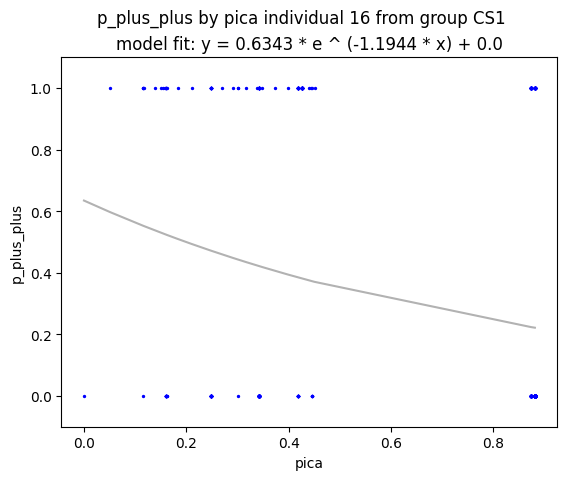 p_plus_plus by pica individual 16 from group CS1
model fit: y = 0.6343 * e ^ (-1.1944 * x) + 0.0
1.0
0.8
0.6
0.4
0.2
0.0
p_plus_plus
0.0 0.2 0.4 0.6 0.8
pica